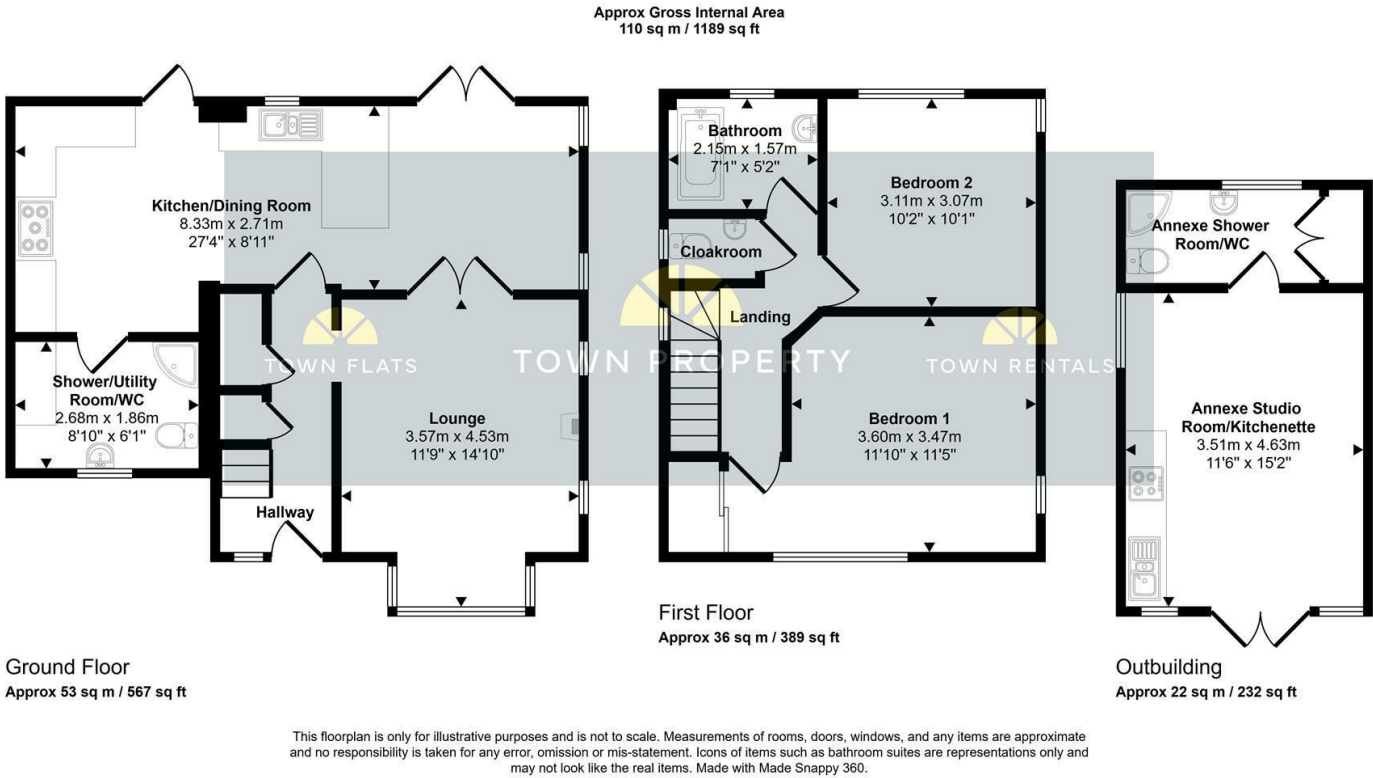 Approx Gross Internal Area
110 sq m / 1189 sq ft
Kitchen/Dining Room
8.33m x 2.71m
27'4" x 8'11"
Shower/Utility
Room/WC
2.68m x 1.86m
8'10" x 6'1"
Lounge
3.57m x 4.53m
11'9" x 14'10"
Hallway
TOWN FLATS
Ground Floor
Approx 53 sq m / 567 sq ft
Bathroom
2.15m x 1.57m
7'1" x 5'2"
Bedroom 2
3.11m x 3.07m
10'2" x 10'1"
Cloakroom
Landing
TOWN PROPERTY
Bedroom 1
3.60m x 3.47m
11'10" x 11'5"
First Floor
Approx 36 sq m / 389 sq ft
TOWN RENTALS
Annexe Shower
Room/WC
Annexe Studio
Room/Kitchenette
3.51m x 4.63m
11'6" x 15'2"
Outbuilding
Approx 22 sq m / 232 sq ft
This floorplan is only for illustrative purposes and is not to scale. Measurements of rooms, doors, windows, and any items are approximate
and no responsibility is taken for any error, omission or mis-statement. Icons of items such as bathroom suites are representations only and
may not look like the real items. Made with Made Snappy 360.